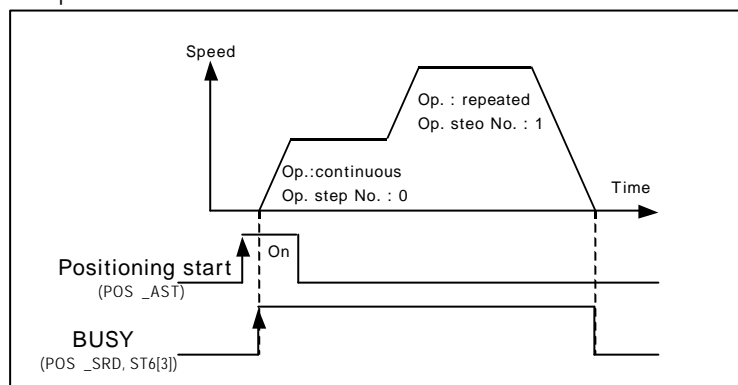 Speed
Op. : repeated
Op. steo No. : 1
Op.:continuous
Op. step No. : 0
Time
On
Positioning start
(POS _AST)
BUSY
(POS _SRD, ST6[3])